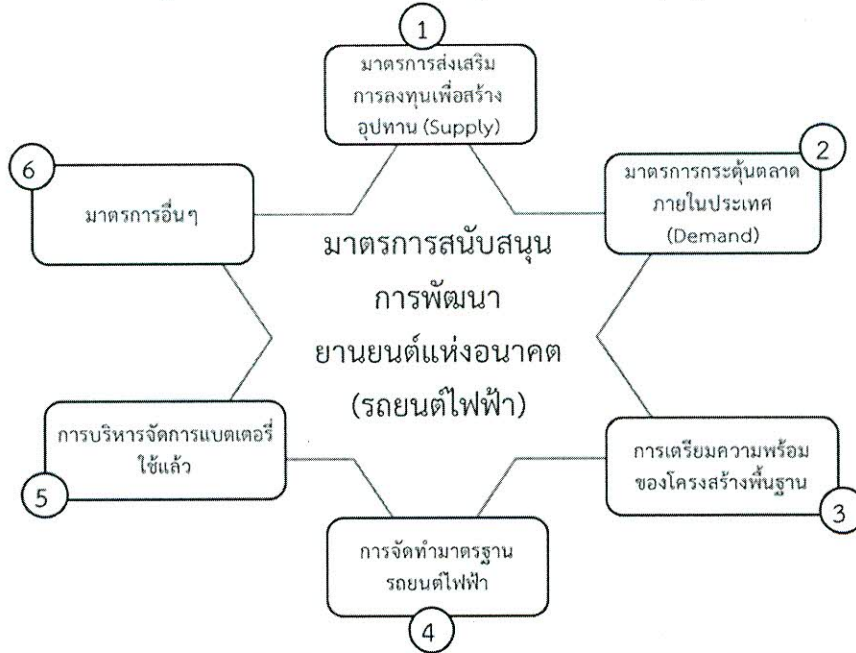 1
มาตรการส่งเสริม
การลงทุนเพื่อสร้าง
อุปทาน (Supply)
2
มาตรการกระตุ้นตลาด
ภายในประเทศ
(Demand)
6
มาตรการอื่นๆ
มาตรการสนับสนุน
การพัฒนา
ยานยนต์แห่งอนาคต
(รถยนต์ไฟฟ้า)
การเตรียมความพร้อม
ของโครงสร้างพื้นฐาน
3
การจัดทำมาตรฐาน
รถยนต์ไฟฟ้า
4
การบริหารจัดการแบตเตอรี่
ใช้แล้ว
5